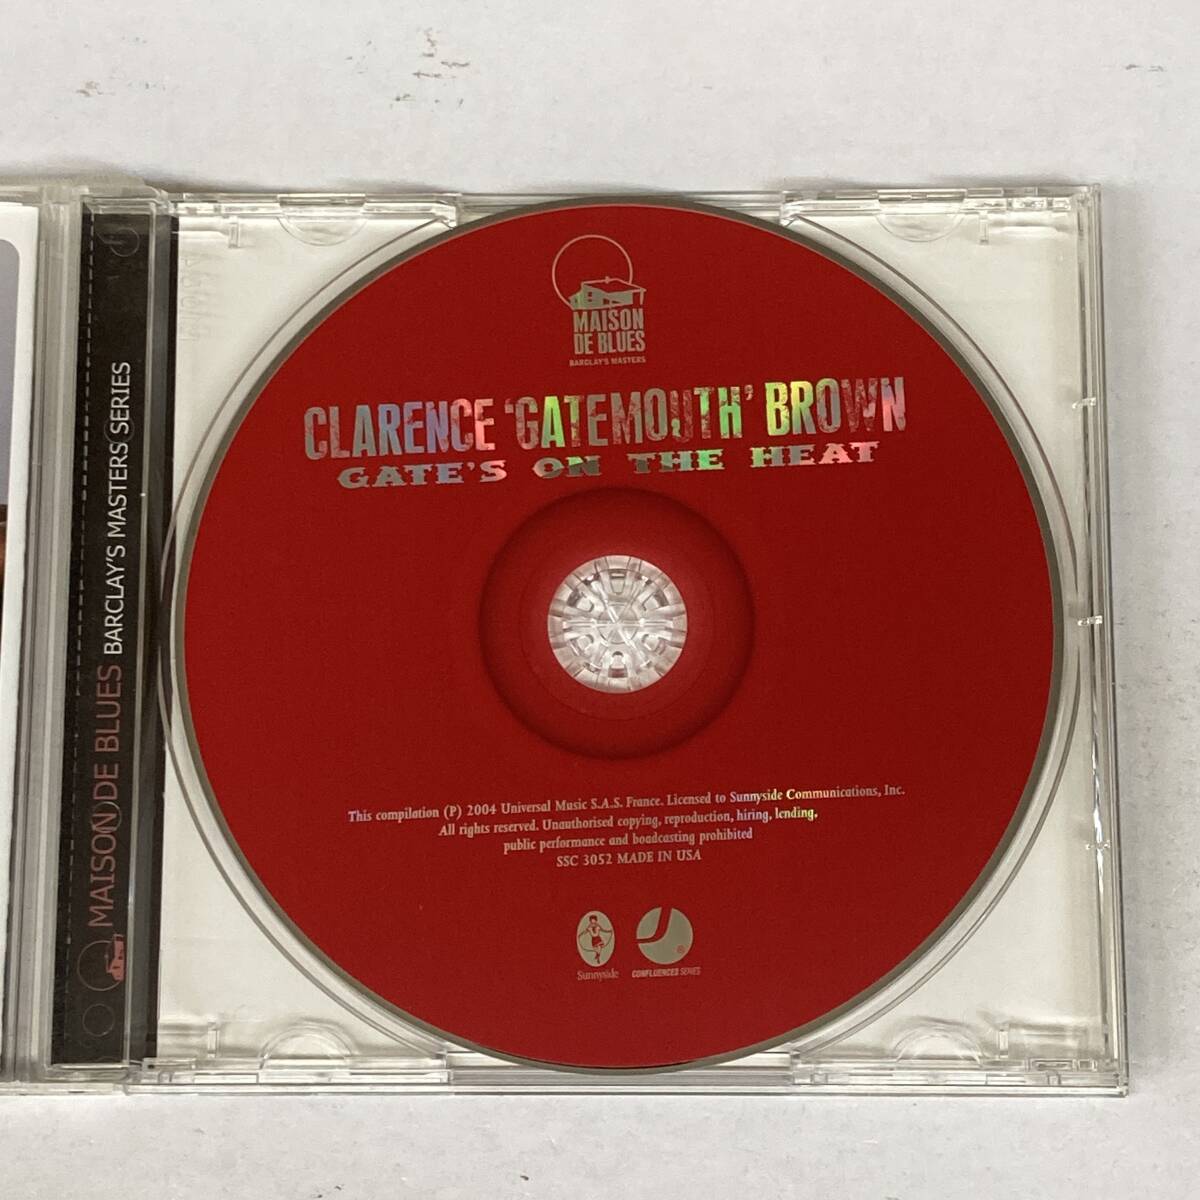 MAISON DE BLUES BARCLAY'S MASTERS SERIES
MAISON
DE BLUES
BARCLAY'S MASTERS
CLARENCE 'GATEMOUTH' BROWN
GATE'S ON THE HEAT
This compilation (P) 2004 Universal Music S.A.S. France. Licensed to Sunnyside Communications, Inc.
All rights reserved. Unauthorised copying, reproduction, hiring, lending,
public performance and boadcasting prohibited
SSC 3052 MADE IN USA
Sunnyside
®
CONFLUENCES SERIES